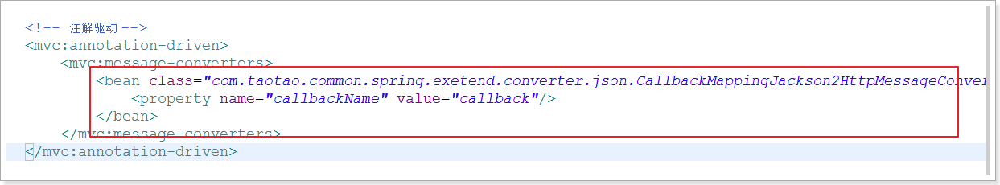 <!-- 注解驱动 -->
<mvc:annotation-driven>
<mvc:message-converters>
<bean class="com.taotao.common.spring.exetend.converter.json.CallbackMappingJackson2HttpMessageConver
<property name="callbackName" value="callback"/>
</bean>
</mvc:message-converters>
</mvc:annotation-driven>